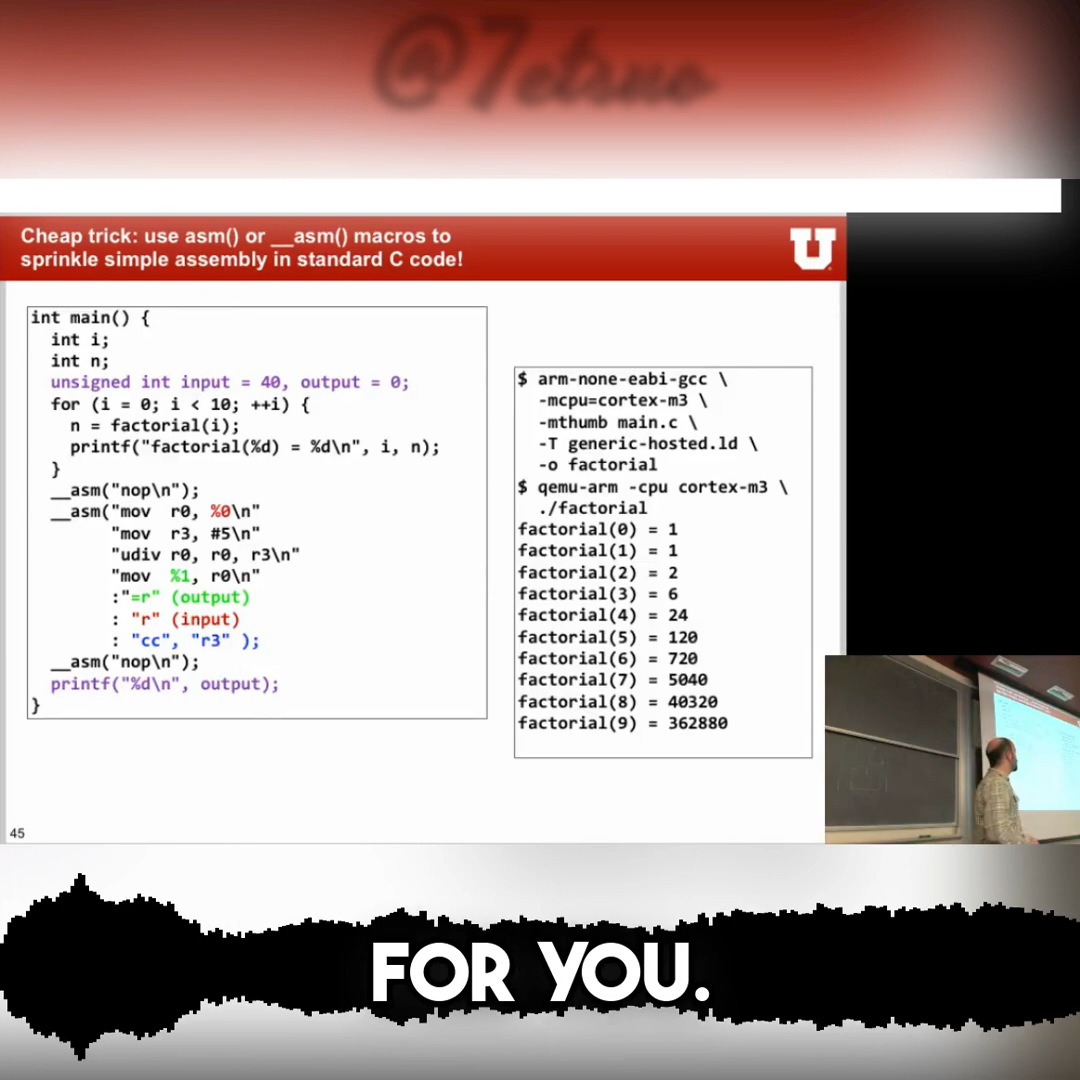 @7etsuo
Cheap trick: use asm() or __asm() macros to
sprinkle simple assembly in standard C code!
U
int main() {
int i;
int n;
unsigned int input = 40, output = 0;
for (i = 0; i < 10; ++i) {
n = factorial(i);
printf("factorial(%d) = %d\n", i, n);
}
__asm("nop\n");
__asm("mov r0, %0\n"
"mov r3, #5\n"
"udiv r0, r0, r3\n"
"mov %1, r0\n"
:"=r" (output)
: "r" (input)
: "cc", "r3" );
__asm("nop\n");
printf("%d\n", output);
}
$ arm-none-eabi-gcc \
-mcpu=cortex-m3 \
-mthumb main.c \
-T generic-hosted.ld \
-o factorial
$ qemu-arm -cpu cortex-m3 \
./factorial
factorial(0) = 1
factorial(1) = 1
factorial(2) = 2
factorial(3) = 6
factorial(4) = 24
factorial(5) = 120
factorial(6) = 720
factorial(7) = 5040
factorial(8) = 40320
factorial(9) = 362880
45
FOR YOU.